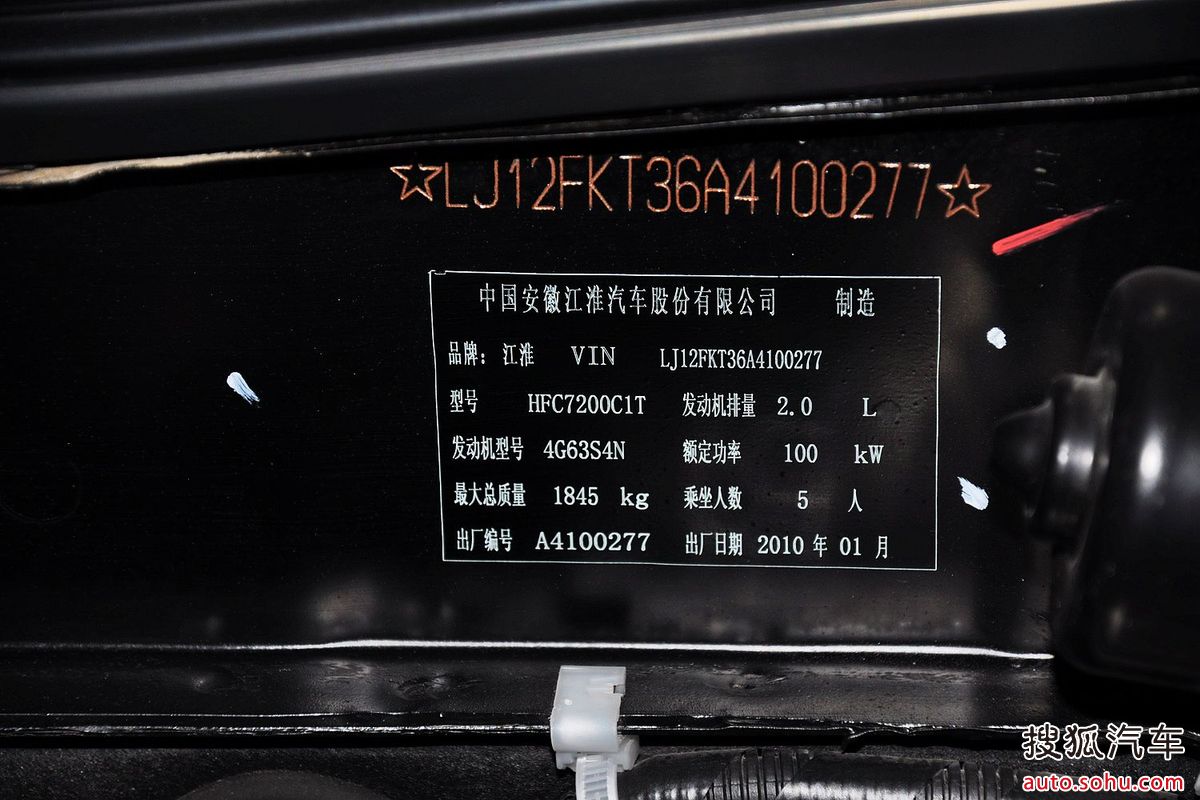 ☆LJ12FKT36A4100277☆
中国安徽江淮汽车股份有限公司 制造
品牌: 江淮 VIN LJ12FKT36A4100277
型号 HFC7200C1T 发动机排量 2.0 L
发动机型号 4G63S4N 额定功率 100 kW
最大总质量 1845 kg 乘坐人数 5 人
出厂编号 A4100277 出厂日期 2010 年 01 月
搜狐汽车
auto.sohu.com